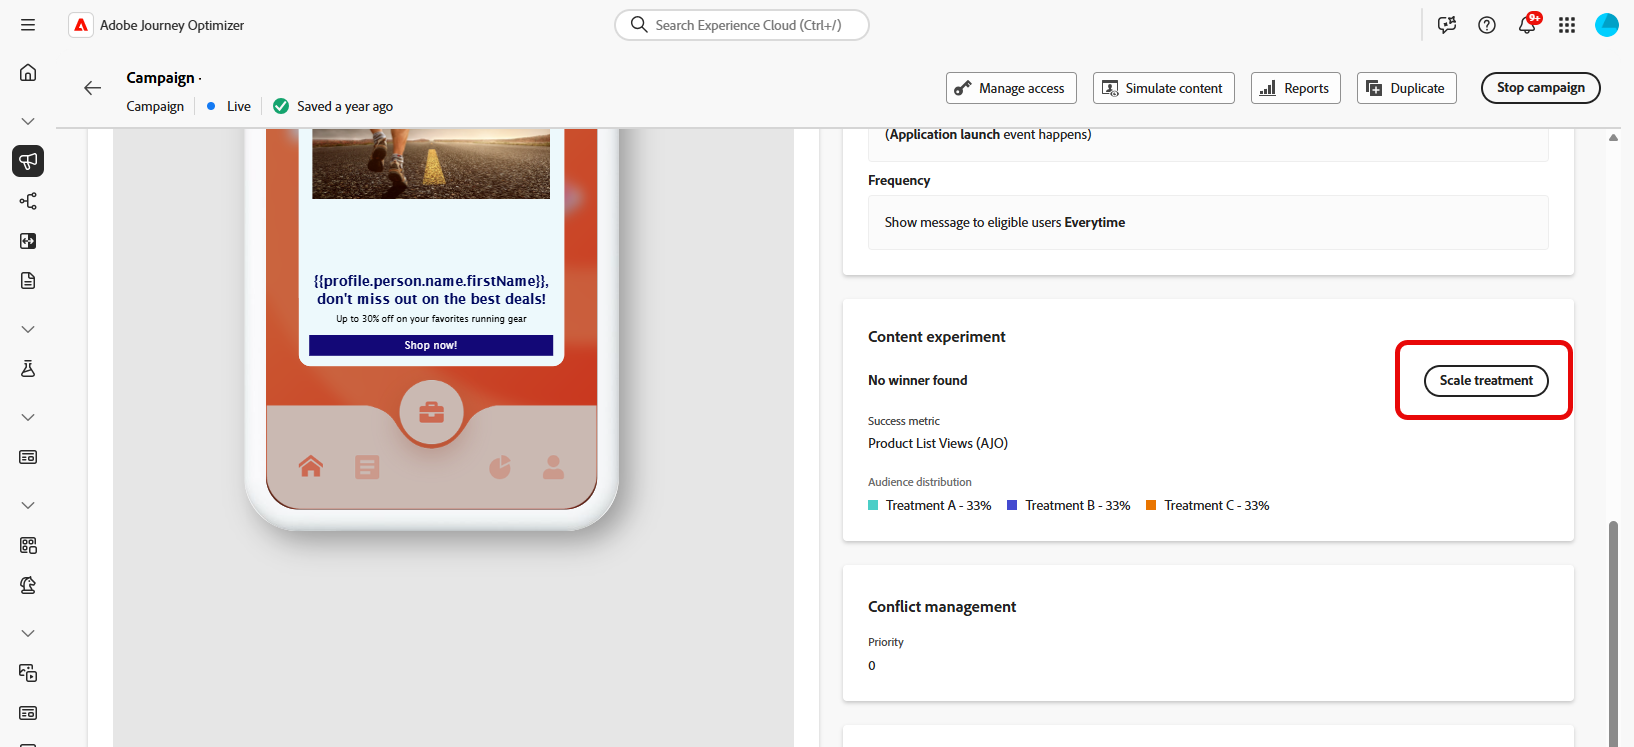 Adobe Journey Optimizer
Search Experience Cloud (Ctrl+/)
9+
Campaign ·
Campaign
Live
Saved a year ago
Manage access
Simulate content
Reports
Duplicate
Stop campaign
{{profile.person.name.firstName}},
don't miss out on the best deals!
Up to 30% off on your favorites running gear
Shop now!
(Application launch event happens)
Frequency
Show message to eligible users Everytime
Content experiment
No winner found
Scale treatment
Success metric
Product List Views (AJO)
Audience distribution
Treatment A - 33%
Treatment B - 33%
Treatment C - 33%
Conflict management
Priority
0